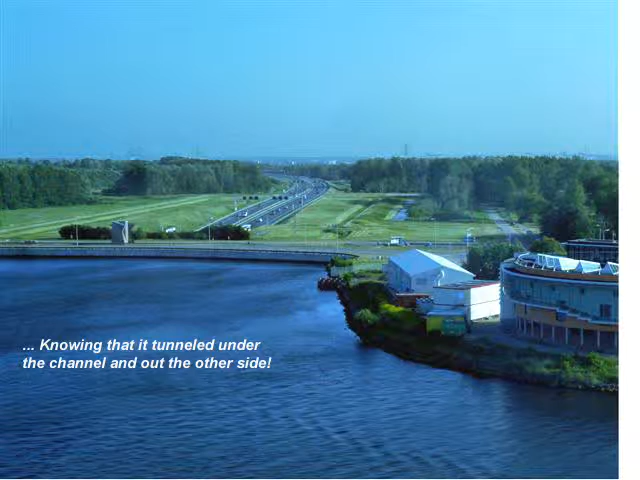 ... Knowing that it tunneled under
the channel and out the other side!